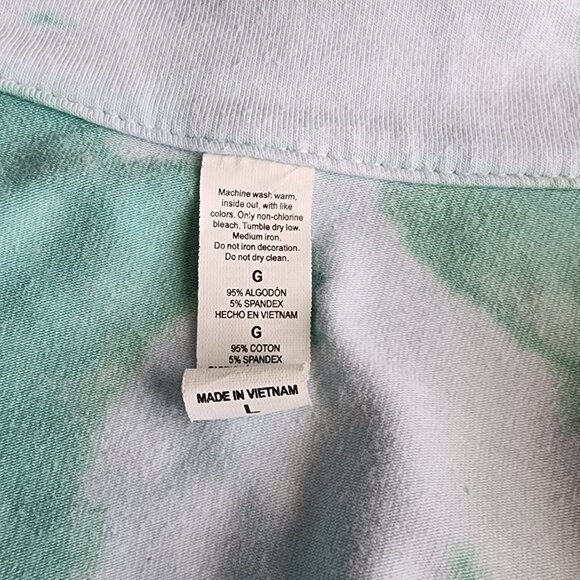 Machine wash warm,
inside out, with like
colors. Only non-chlorine
bleach. Tumble dry low.
Medium iron.
Do not iron decoration.
Do not dry clean.
G
95% ALGODÓN
5% SPANDEX
HECHO EN VIETNAM
G
95% COTON
5% SPANDEX
MADE IN VIETNAM
L